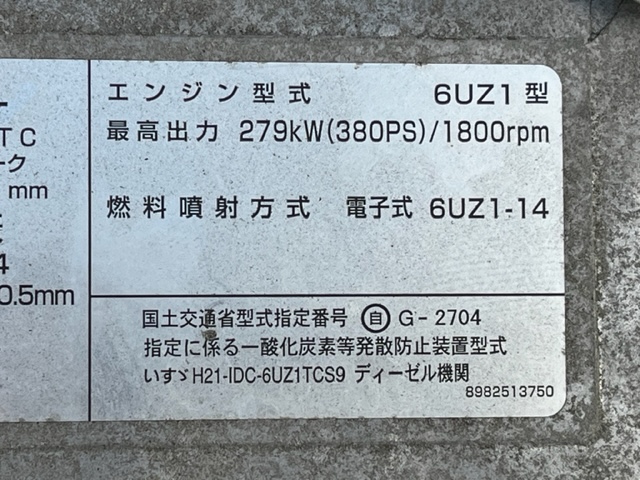 エンジン型式 6UZ1型
TC
最高出力 279kW(380PS)/1800rpm
ーク
mm
燃料噴射方式 電子式 6UZ1-14
4
0.5mm
国土交通省型式指定番号 ㊀自 G-2704
指定に係る一酸化炭素等発散防止装置型式
いすゞH21-IDC-6UZ1TCS9 ディーゼル機関
8982513750